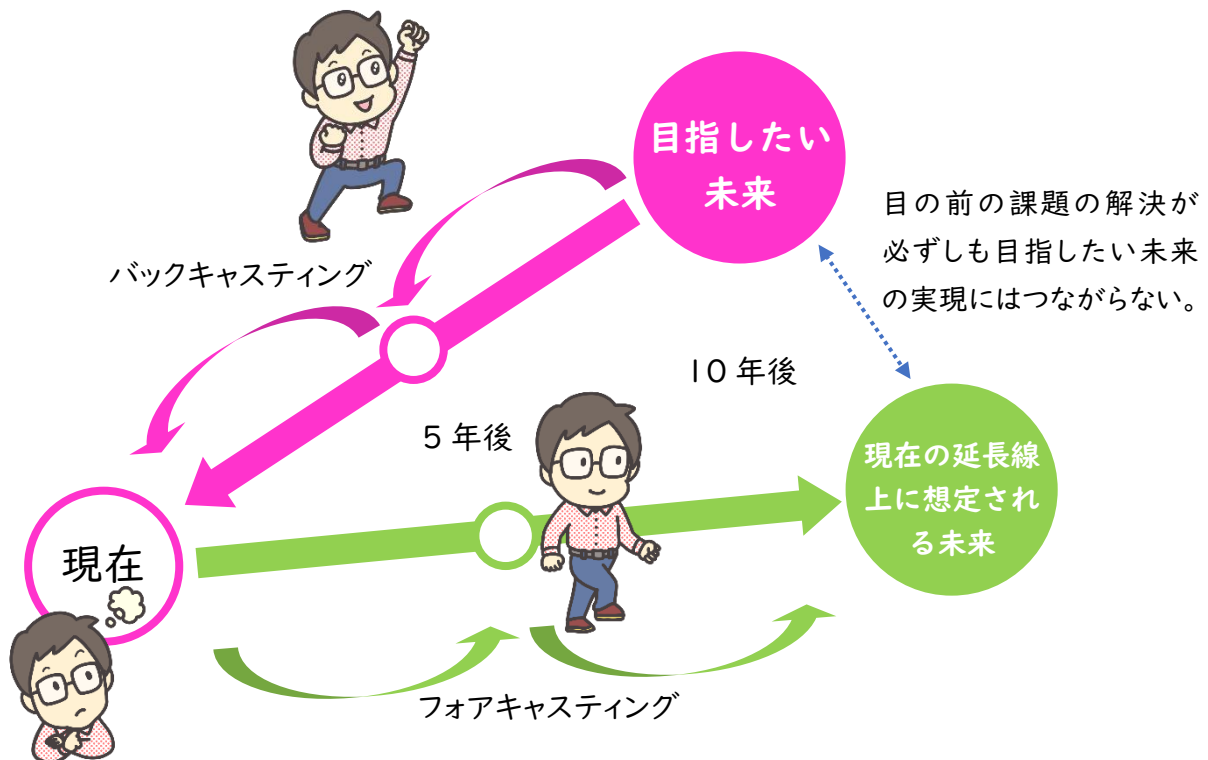 目指したい
未来
目の前の課題の解決が
必ずしも目指したい未来
の実現にはつながらない。
バックキャスティング
10年後
5年後
現在の延長線
上に想定され
る未来
現在
フォアキャスティング